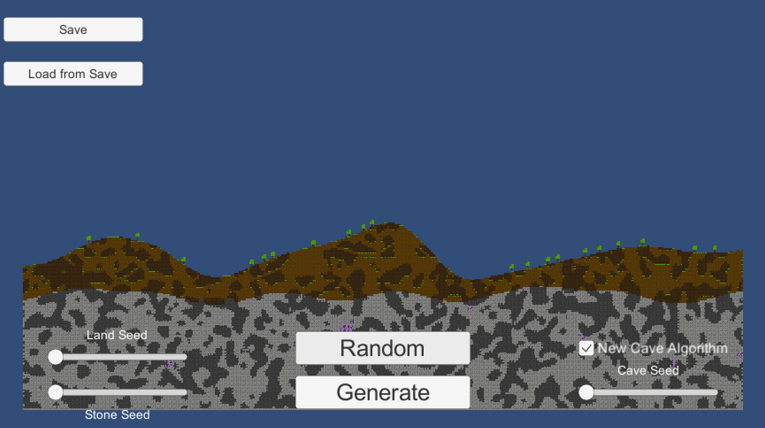 Save
Load from Save
Land Seed
Stone Seed
Random
Generate
New Cave Algorithm
Cave Seed